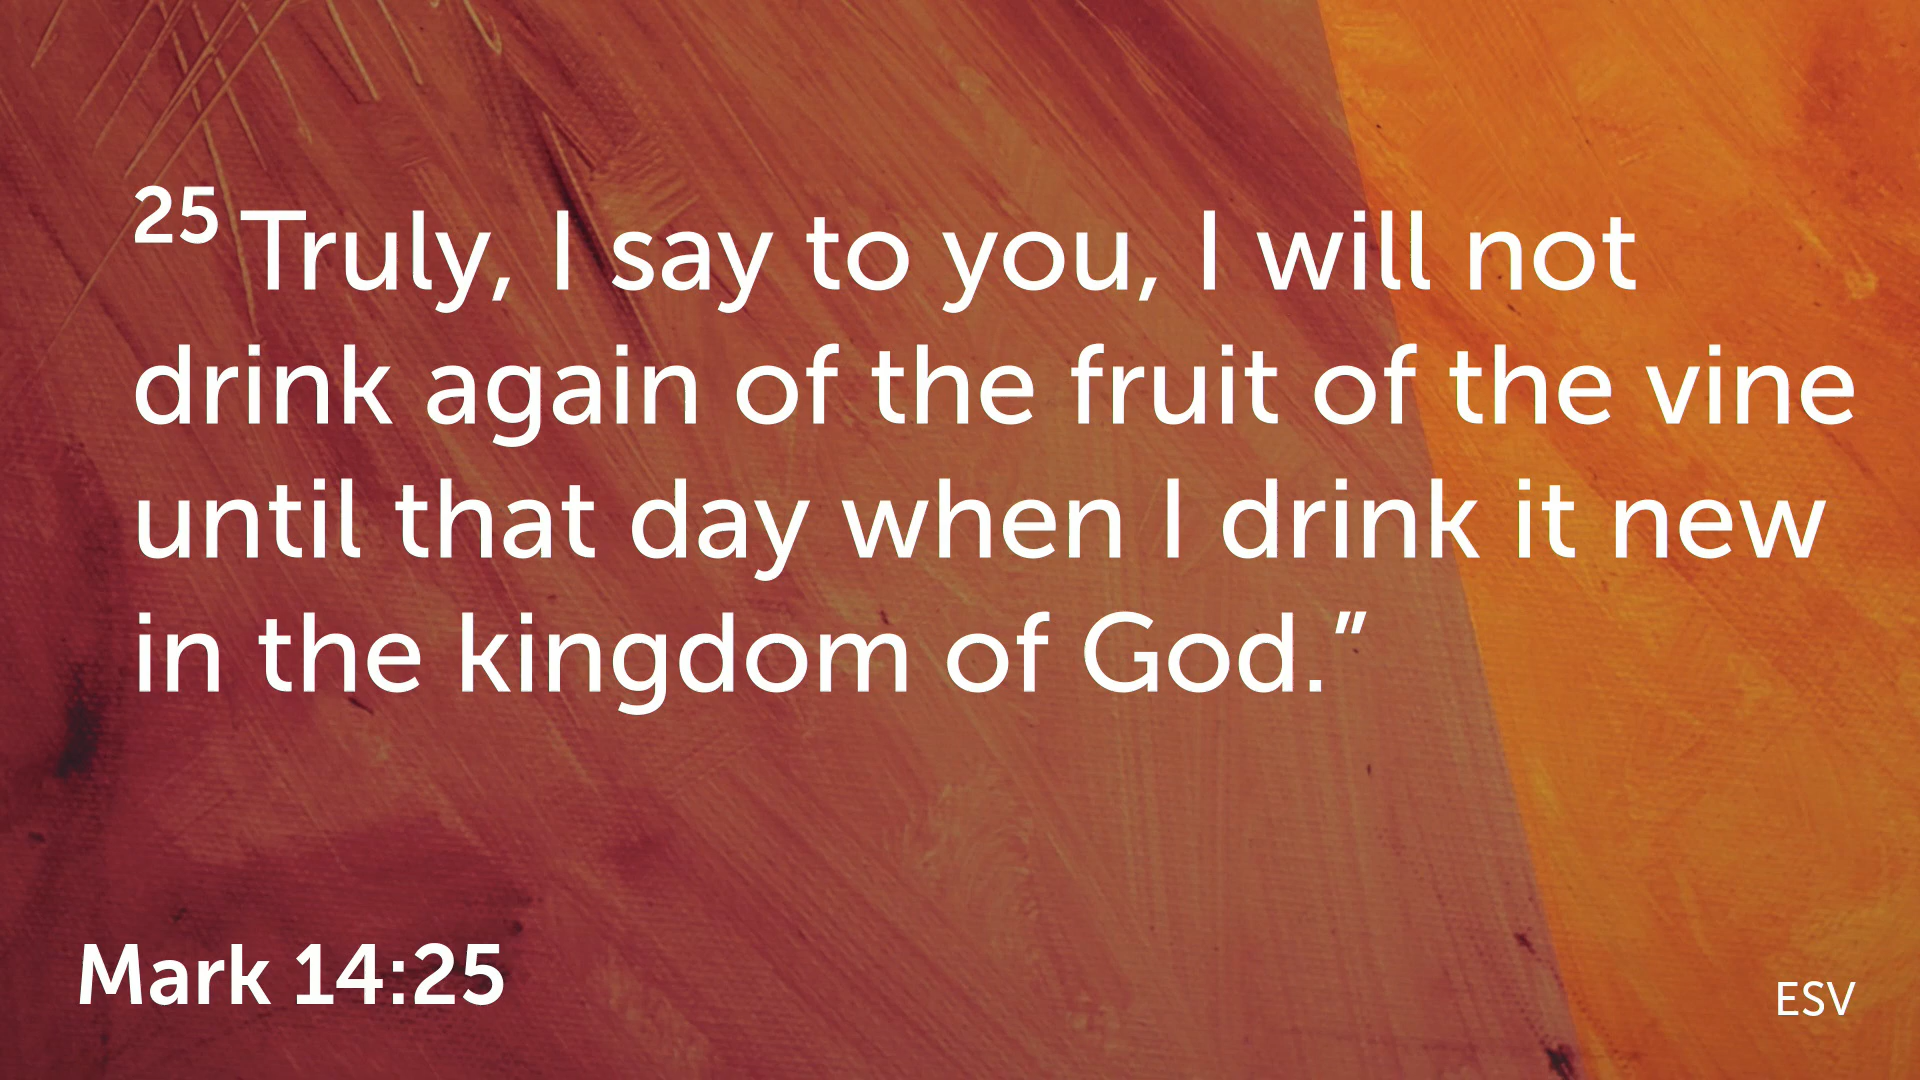 25 Truly, I say to you, I will not
drink again of the fruit of the vine
until that day when I drink it new
in the kingdom of God.”
Mark 14:25
ESV